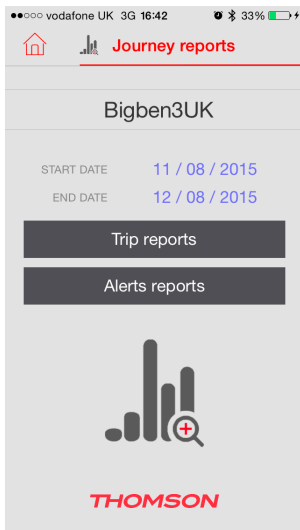 vodafone UK 3G 16:42 33%
Journey reports
Bigben3UK
START DATE 11 / 08 / 2015
END DATE 12 / 08 / 2015
Trip reports
Alerts reports
THOMSON